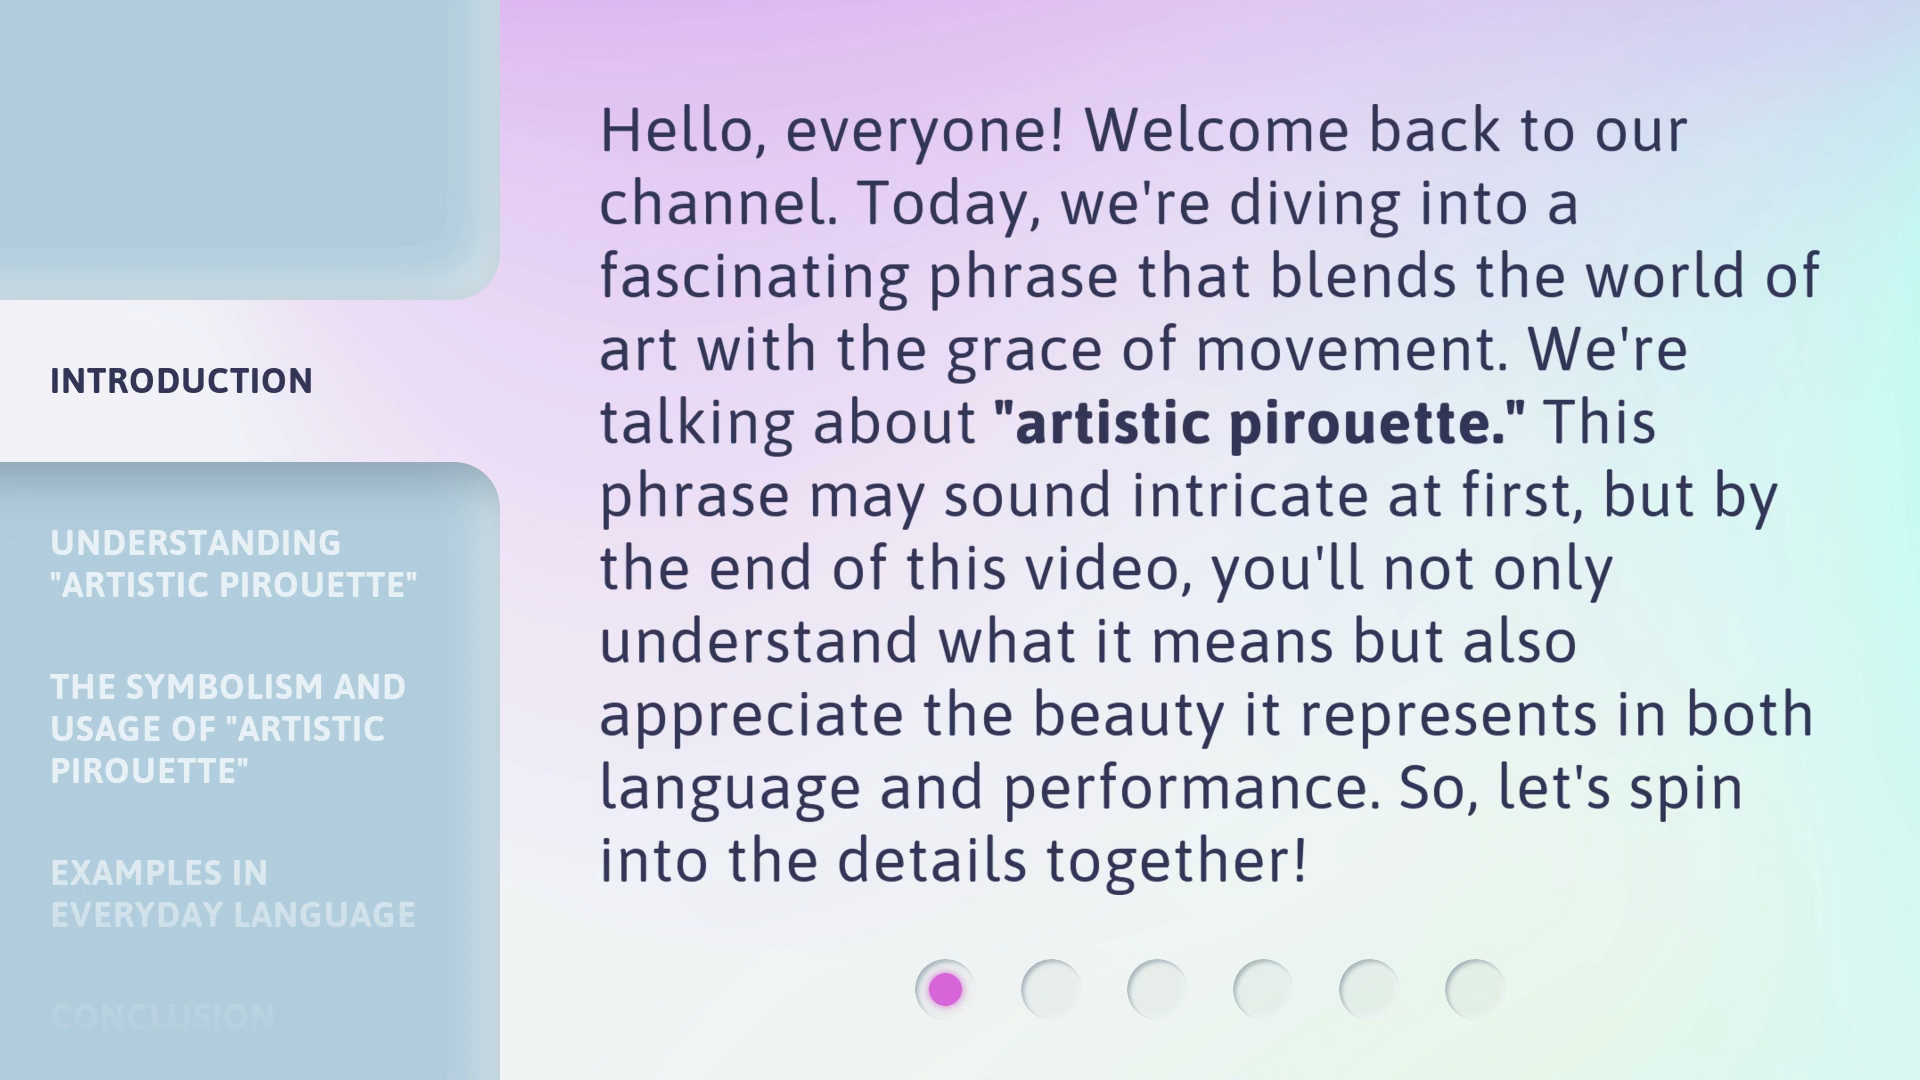 INTRODUCTION
UNDERSTANDING
"ARTISTIC PIROUETTE"
THE SYMBOLISM AND
USAGE OF "ARTISTIC
PIROUETTE"
EXAMPLES IN
EVERYDAY LANGUAGE
CONCLUSION
Hello, everyone! Welcome back to our
channel. Today, we're diving into a
fascinating phrase that blends the world of
art with the grace of movement. We're
talking about "artistic pirouette." This
phrase may sound intricate at first, but by
the end of this video, you'll not only
understand what it means but also
appreciate the beauty it represents in both
language and performance. So, let's spin
into the details together!